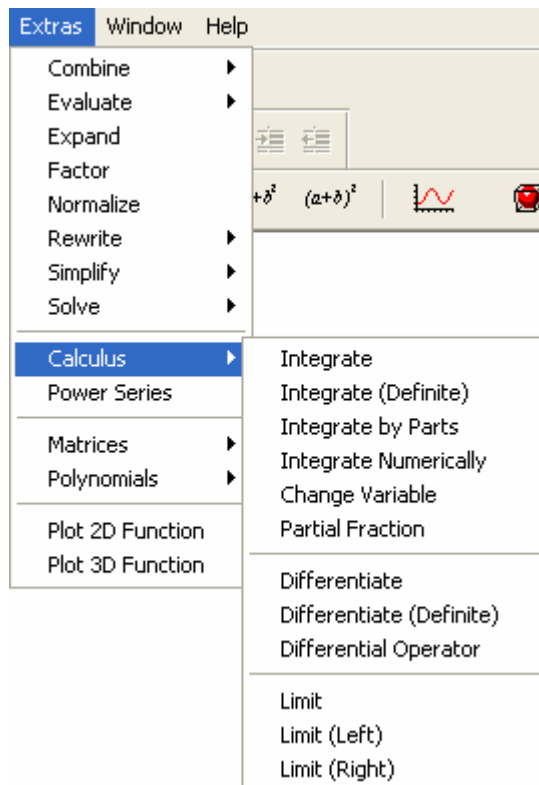 Extras Window Help
Combine
Evaluate
Expand
Factor
+b² (a+b)²
Normalize
Rewrite
Simplify
Solve
Calculus
Power Series
Matrices
Polynomials
Plot 2D Function
Plot 3D Function
Integrate
Integrate (Definite)
Integrate by Parts
Integrate Numerically
Change Variable
Partial Fraction
Differentiate
Differentiate (Definite)
Differential Operator
Limit
Limit (Left)
Limit (Right)